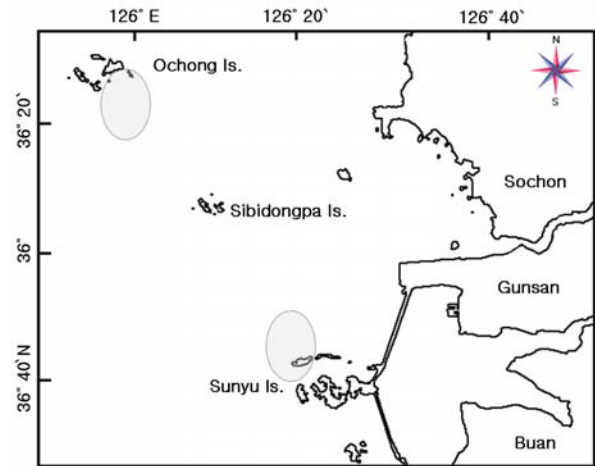 126° E
126° 20`
126° 40`
N
S
Ochong Is.
36° 20`
Sochon
Sibidongpa Is.
36°
Gunsan
36° 40` N
Sunyu Is.
Buan